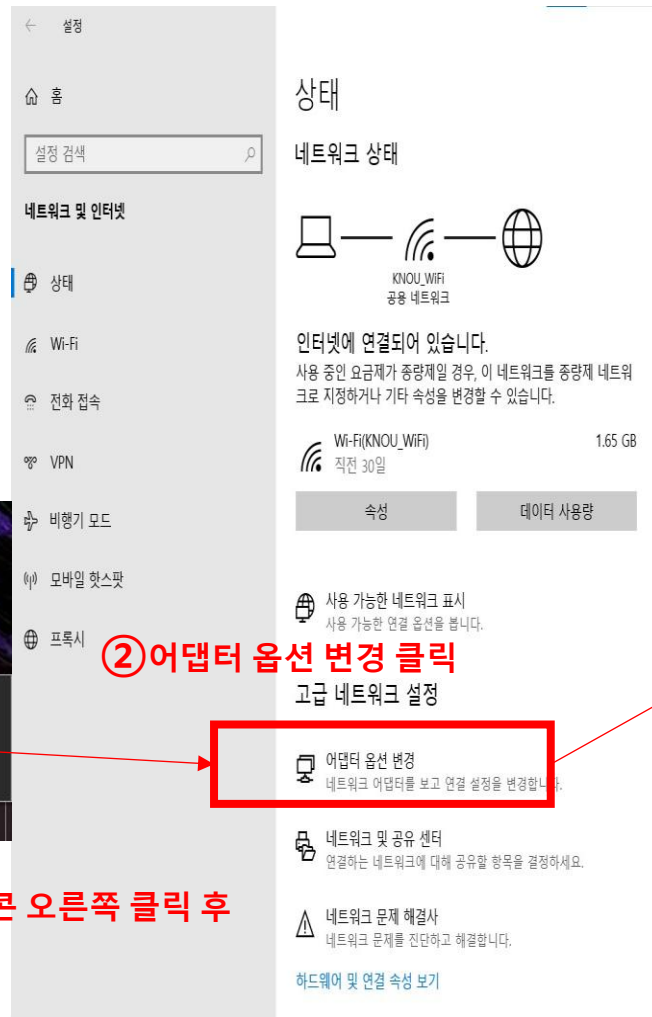 설정
홈
설정 검색
네트워크 및 인터넷
상태
Wi-Fi
전화 접속
VPN
비행기 모드
모바일 핫스팟
프록시
상태
네트워크 상태
KNOU_WiFi
공용 네트워크
인터넷에 연결되어 있습니다.
사용 중인 요금제가 종량제일 경우, 이 네트워크를 종량제 네트워
크로 지정하거나 기타 속성을 변경할 수 있습니다.
Wi-Fi(KNOU_WiFi) 1.65 GB
직전 30일
속성 데이터 사용량
사용 가능한 네트워크 표시
사용 가능한 연결 옵션을 봅니다.
②어댑터 옵션 변경 클릭
고급 네트워크 설정
어댑터 옵션 변경
네트워크 어댑터를 보고 연결 설정을 변경합니다.
네트워크 및 공유 센터
연결하는 네트워크에 대해 공유할 항목을 결정하세요.
오른쪽 클릭 후
네트워크 문제 해결사
네트워크 문제를 진단하고 해결합니다.
하드웨어 및 연결 속성 보기